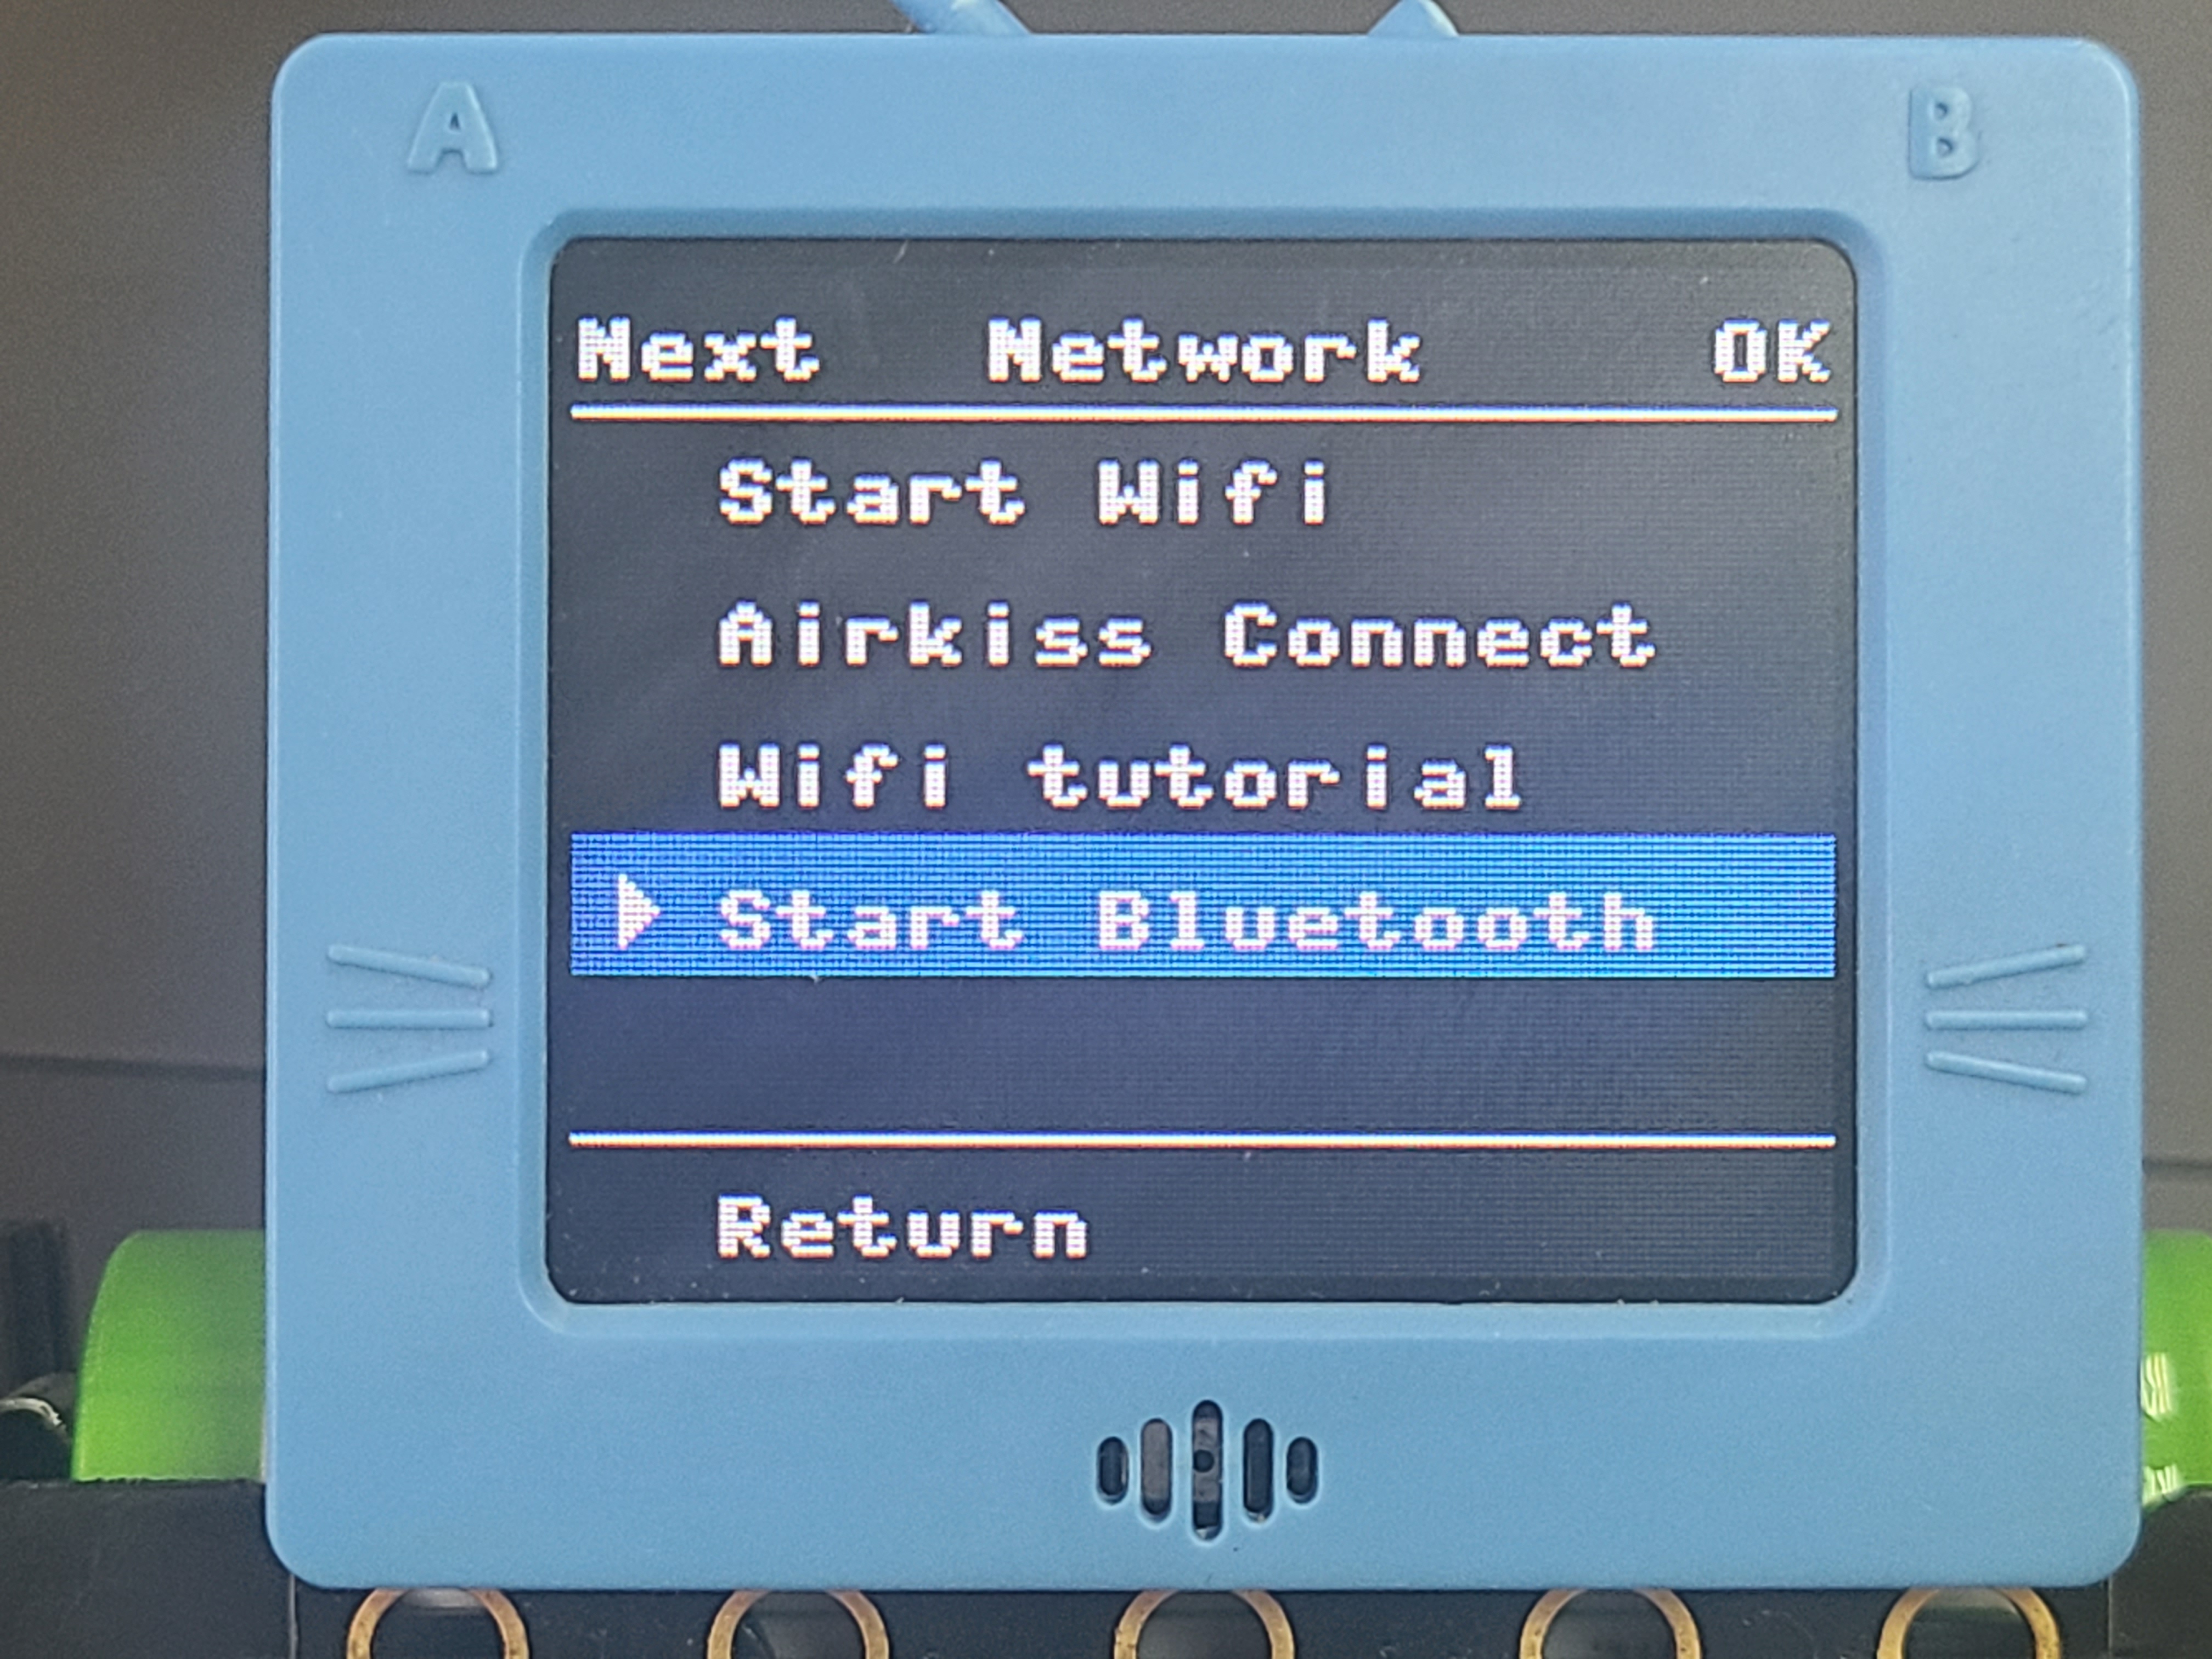 A B
Next Network OK
Start Wifi
Airkiss Connect
Wifi tutorial
Start Bluetooth
Return